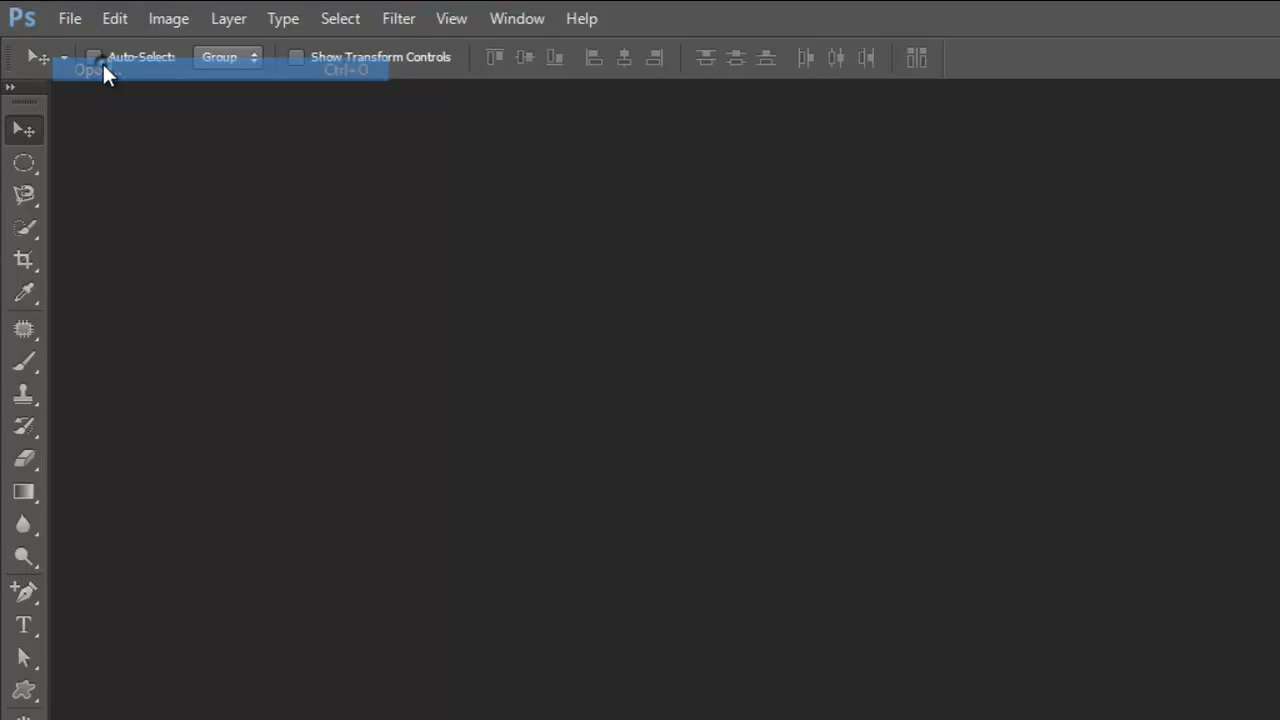 Ps File Edit Image Layer Type Select Filter View Window Help
Auto-Select: Group Show Transform Controls
Ctrl+O
T